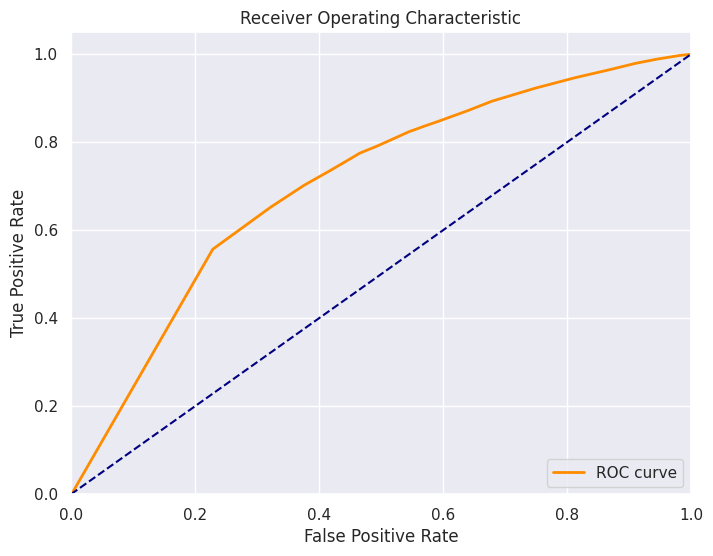 Receiver Operating Characteristic
1.0
0.8
0.6
0.4
0.2
0.0
True Positive Rate
ROC curve
0.0 0.2 0.4 0.6 0.8 1.0
False Positive Rate